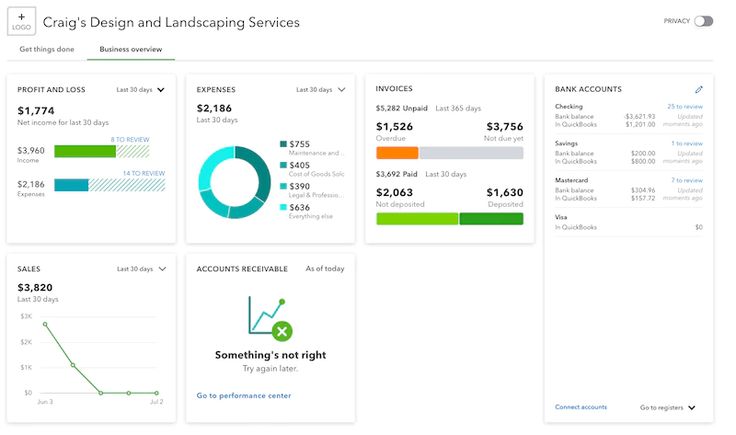 +
LOGO
Craig's Design and Landscaping Services
PRIVACY
Get things done
Business overview
PROFIT AND LOSS
Last 30 days
$1,774
Net income for last 30 days
8 TO REVIEW
$3,960
Income
14 TO REVIEW
$2,186
Expenses
EXPENSES
Last 30 days
$2,186
Last 30 days
$755
Maintenance and ...
$405
Cost of Goods Solc
$390
Legal & Professio...
$636
Everything else
INVOICES
$5,282 Unpaid Last 365 days
$1,526 $3,756
Overdue Not due yet
$3,692 Paid Last 30 days
$2,063 $1,630
Not deposited Deposited
BANK ACCOUNTS
Checking 25 to review
Bank balance -$3,621.93 Updated
In QuickBooks $1,201.00 moments ago
Savings 1 to review
Bank balance $200.00 Updated
In QuickBooks $800.00 moments ago
Mastercard 7 to review
Bank balance $304.96 Updated
In QuickBooks $157.72 moments ago
Visa
In QuickBooks $0
Connect accounts Go to registers
SALES
Last 30 days
$3,820
Last 30 days
$3K
$2K
$1K
$0
Jun 3 Jul 2
ACCOUNTS RECEIVABLE As of today
Something's not right
Try again later.
Go to performance center